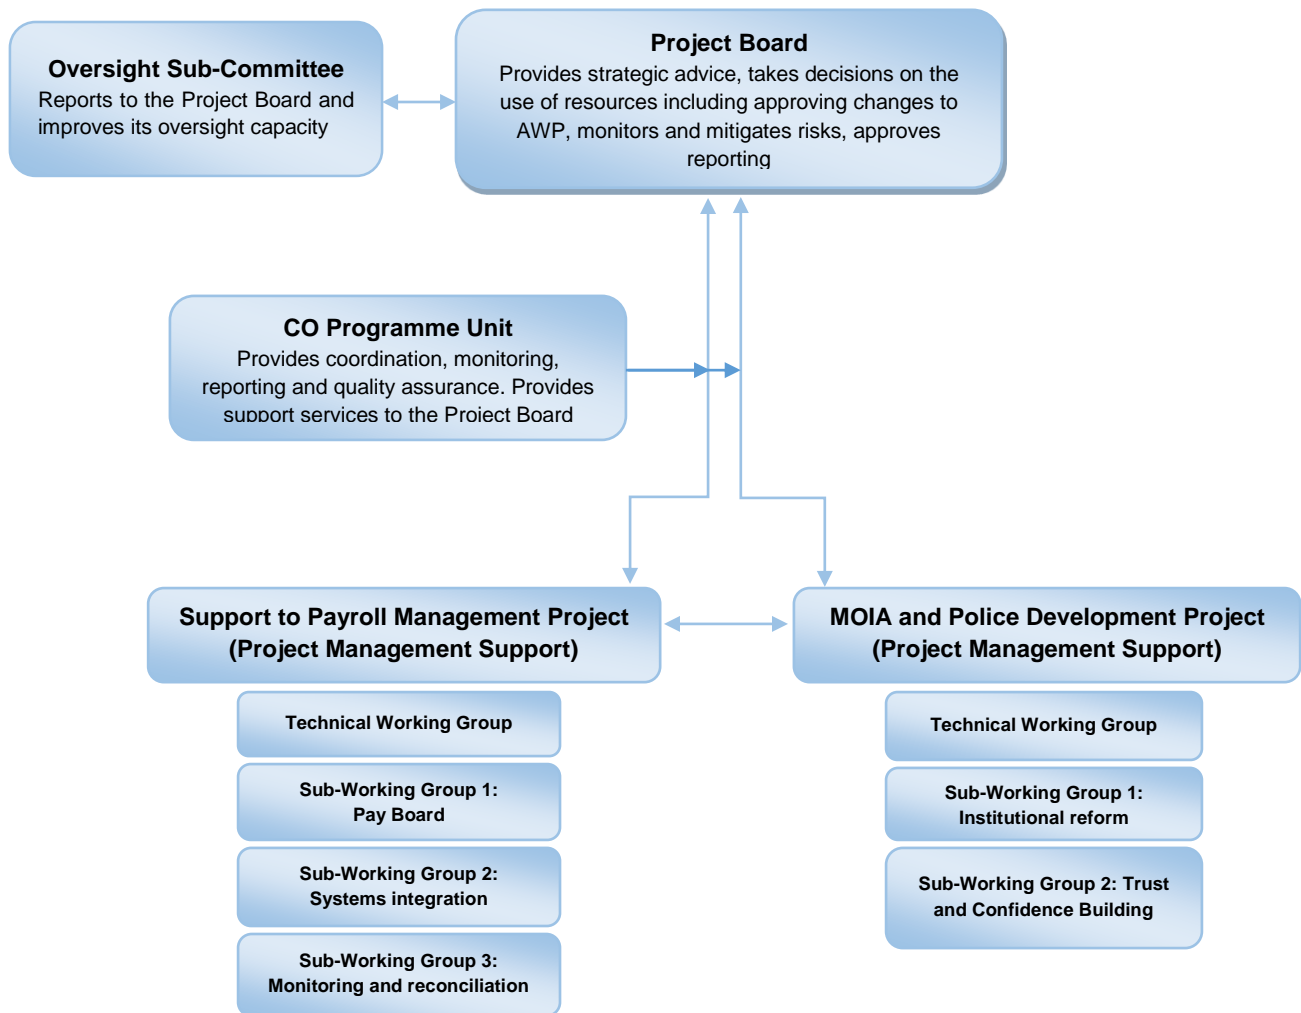 Oversight Sub-Committee
Reports to the Project Board and
improves its oversight capacity
Project Board
Provides strategic advice, takes decisions on the
use of resources including approving changes to
AWP, monitors and mitigates risks, approves
reporting
CO Programme Unit
Provides coordination, monitoring,
reporting and quality assurance. Provides
support services to the Project Board
Support to Payroll Management Project
(Project Management Support)
Technical Working Group
Sub-Working Group 1:
Pay Board
Sub-Working Group 2:
Systems integration
Sub-Working Group 3:
Monitoring and reconciliation
MOIA and Police Development Project
(Project Management Support)
Technical Working Group
Sub-Working Group 1:
Institutional reform
Sub-Working Group 2: Trust
and Confidence Building